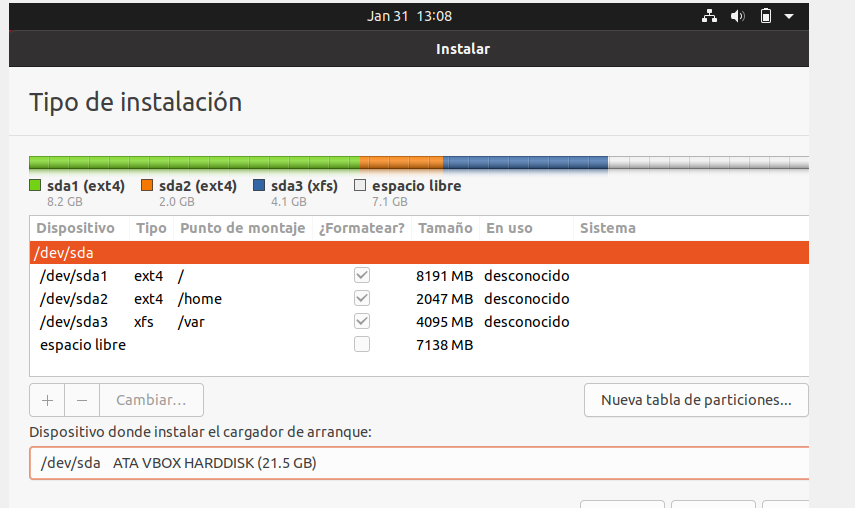 Jan 31 13:08
Instalar
Tipo de instalación
sda1 (ext4) sda2 (ext4) sda3 (xfs) espacio libre
8.2 GB 2.0 GB 4.1 GB 7.1 GB
Dispositivo Tipo Punto de montaje ¿Formatear? Tamaño En uso Sistema
/dev/sda
/dev/sda1 ext4 / 8191 MB desconocido
/dev/sda2 ext4 /home 2047 MB desconocido
/dev/sda3 xfs /var 4095 MB desconocido
espacio libre 7138 MB
+ − Cambiar... Nueva tabla de particiones...
Dispositivo donde instalar el cargador de arranque:
/dev/sda ATA VBOX HARDDISK (21.5 GB)